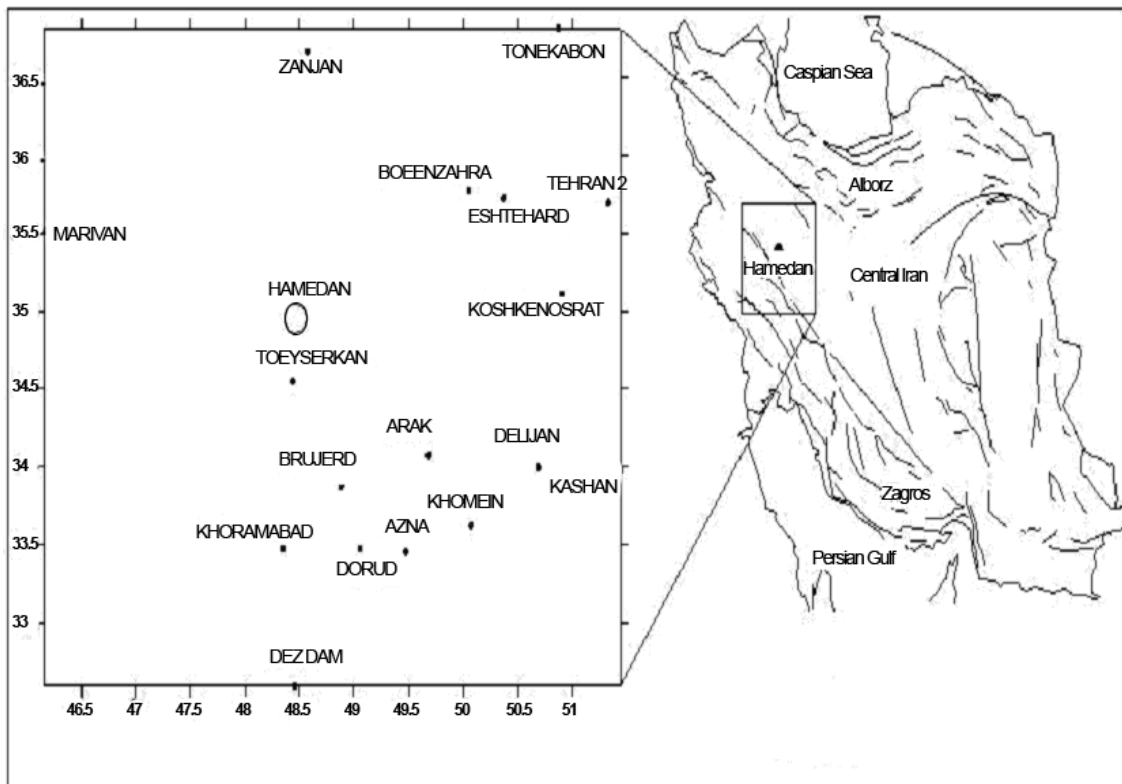 ZANJAN
TONEKABON
36.5
36
BOEENZAHRA
TEHRAN 2
ESHTEHARD
35.5
MARIVAN
HAMEDAN
35
KOSHKENOSRAT
TOEYSERKAN
34.5
ARAK
DELIJAN
BRUJERD
34
KASHAN
KHOMEIN
KHORAMABAD
AZNA
33.5
DORUD
33
DEZ DAM
46.5 47 47.5 48 48.5 49 49.5 50 50.5 51
Caspian Sea
Alborz
Hamedan
Central Iran
Zagros
Persian Gulf